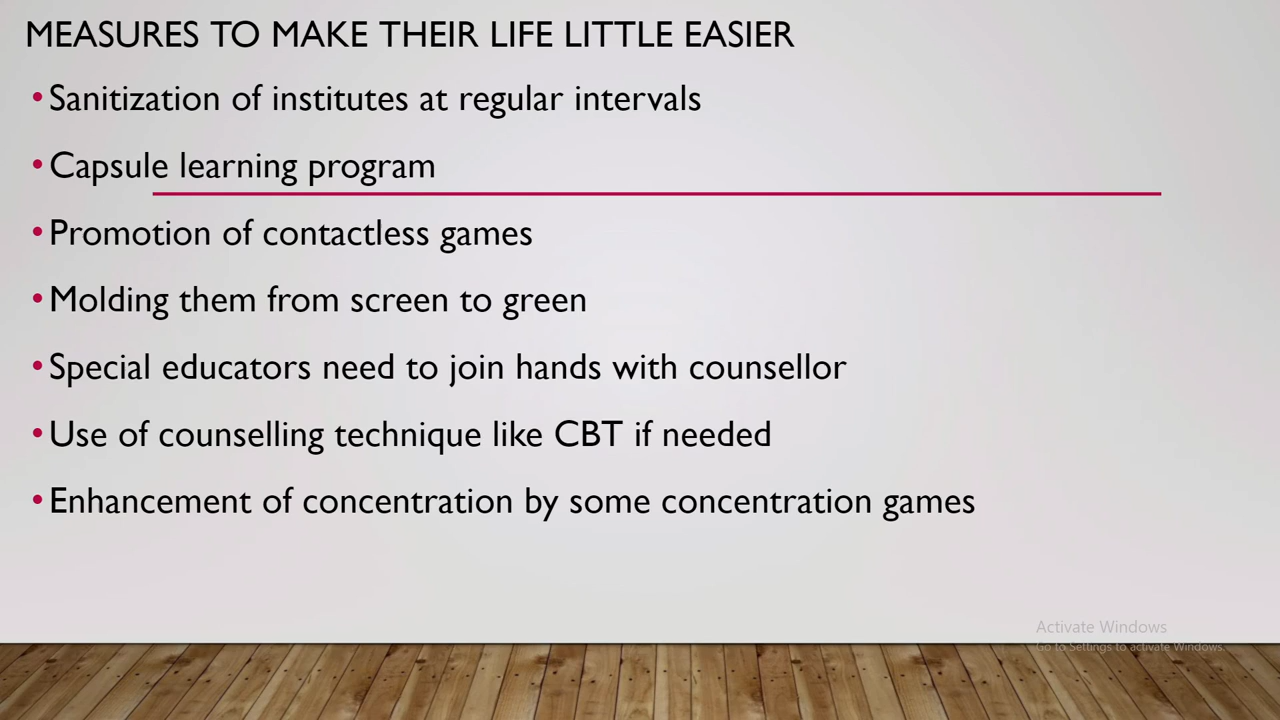 MEASURES TO MAKE THEIR LIFE LITTLE EASIER
• Sanitization of institutes at regular intervals
• Capsule learning program
• Promotion of contactless games
• Molding them from screen to green
• Special educators need to join hands with counsellor
• Use of counselling technique like CBT if needed
• Enhancement of concentration by some concentration games
Activate Windows
Go to Settings to activate Windows.